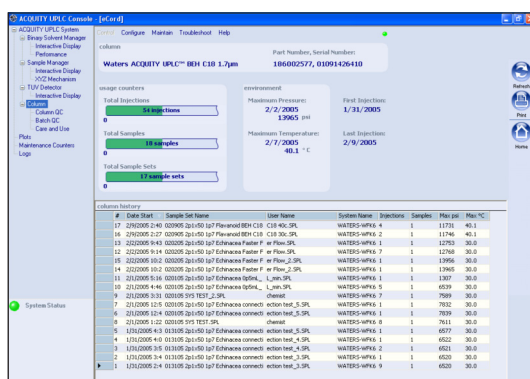 ACQUITY UPLC Console - [eCord]
Control Configure Maintain Troubleshoot Help
ACQUITY UPLC System
Binary Solvent Manager
Interactive Display
Performance
Sample Manager
Interactive Display
XYZ Mechanism
TUV Detector
Interactive Display
Column
Column QC
Batch QC
Care and Use
Plots
Maintenance Counters
Logs
System Status
column
Part Number, Serial Number:
Waters ACQUITY UPLC™ BEH C18 1.7µm 186002577, 01091426410
usage counters
Total Injections
54 injections
0
Total Samples
18 samples
0
Total Sample Sets
17 sample sets
0
environment
Maximum Pressure: First Injection:
2/2/2005 1/31/2005
13965 psi
Maximum Temperature: Last Injection:
2/7/2005 2/9/2005
40.1 °C
Refresh
Print
Home
column history
# Date Start Sample Set Name User Name System Name Injections Samples Max psi Max °C
17 2/9/2005 2:40 020905 2p1x50 1p7 Flavanoid BEH C18 C18 40c.SPL WATERS-WFK6 4 1 11731 40.1
16 2/9/2005 2:27 020905 2p1x50 1p7 Flavanoid BEH C18 C18 30c.SPL WATERS-WFK6 2 1 11746 40.1
13 2/2/2005 9:43 020205 2p1x50 1p7 Echinacea Faster F er Flow.SPL WATERS-WFK6 1 1 12753 30.0
12 2/2/2005 9:14 020205 2p1x50 1p7 Echinacea Faster F er Flow.SPL WATERS-WFK6 7 1 12768 30.0
15 2/2/2005 10:2 020205 2p1x50 1p7 Echinacea Faster F er Flow_2.SPL WATERS-WFK6 1 1 13956 30.0
14 2/2/2005 10:2 020205 2p1x50 1p7 Echinacea Faster F er Flow_2.SPL WATERS-WFK6 1 1 13965 30.0
11 2/1/2005 5:16 020105 2p1x50 1p7 Echinacea 0p5mL_ L_min.SPL WATERS-WFK6 1 1 1307 30.0
10 2/1/2005 4:46 020105 2p1x50 1p7 Echinacea 0p5mL_ L_min.SPL WATERS-WFK6 5 1 6539 30.0
9 2/1/2005 3:31 020105 SYS TEST_2.SPL chemist WATERS-WFK6 7 1 7589 30.0
7 2/1/2005 12:5 020105 2p1x50 1p7 Echinacea connecti ection test_5.SPL WATERS-WFK6 1 1 7832 30.0
6 2/1/2005 12:4 020105 2p1x50 1p7 Echinacea connecti ection test_5.SPL WATERS-WFK6 1 1 7839 30.0
8 2/1/2005 1:22 020105 SYS TEST.SPL chemist WATERS-WFK6 8 1 7611 30.0
5 1/31/2005 4:3 013105 2p1x50 1p7 Echinacea connecti ection test_5.SPL WATERS-WFK6 1 1 6577 30.0
4 1/31/2005 4:0 013105 2p1x50 1p7 Echinacea connecti ection test_4.SPL WATERS-WFK6 1 1 6522 30.0
3 1/31/2005 3:5 013105 2p1x50 1p7 Echinacea connecti ection test_4.SPL WATERS-WFK6 2 1 6521 30.0
2 1/31/2005 3:4 013105 2p1x50 1p7 Echinacea connecti ection test_3.SPL WATERS-WFK6 1 1 6520 30.0
1 1/31/2005 2:4 013105 2p1x50 1p7 Echinacea connecti ection test_3.SPL WATERS-WFK6 9 1 6520 30.0